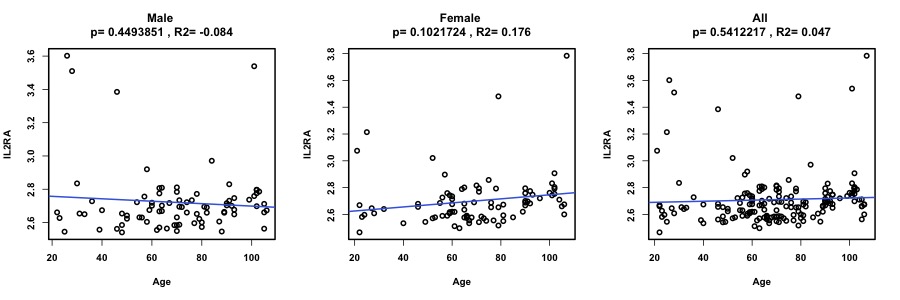 Male
p= 0.4493851 , R2= -0.084
IL2RA
3.6
3.4
3.2
3.0
2.8
2.6
20 40 60 80 100
Age
Female
p= 0.1021724 , R2= 0.176
IL2RA
3.8
3.6
3.4
3.2
3.0
2.8
2.6
20 40 60 80 100
Age
All
p= 0.5412217 , R2= 0.047
IL2RA
3.8
3.6
3.4
3.2
3.0
2.8
2.6
20 40 60 80 100
Age